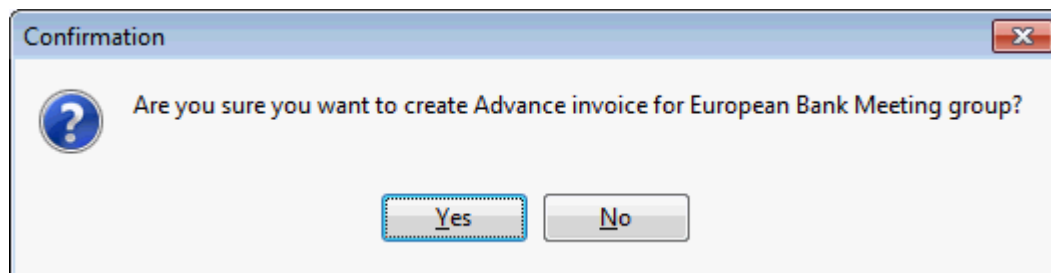 Confirmation
Are you sure you want to create Advance invoice for European Bank Meeting group?
Yes
No